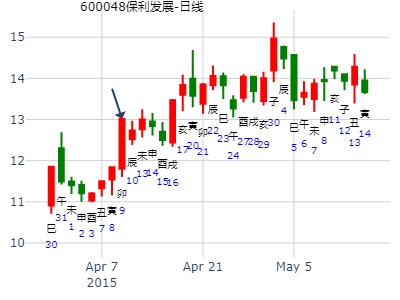 600048保利发展-日线
15
14
13
12
11
10
巳
30
午
31
未
1
申
2
酉
3
丑
7
寅
8
卯
9
辰
10
未
13
申
14
酉
15
戌
16
亥
17
寅
20
卯
21
辰
22
巳
23
午
24
酉
27
戌
28
亥
29
子
30
辰
4
巳
5
午
6
未
7
申
8
亥
11
子
12
丑
13
寅
14
Apr 7
2015
Apr 21
May 5